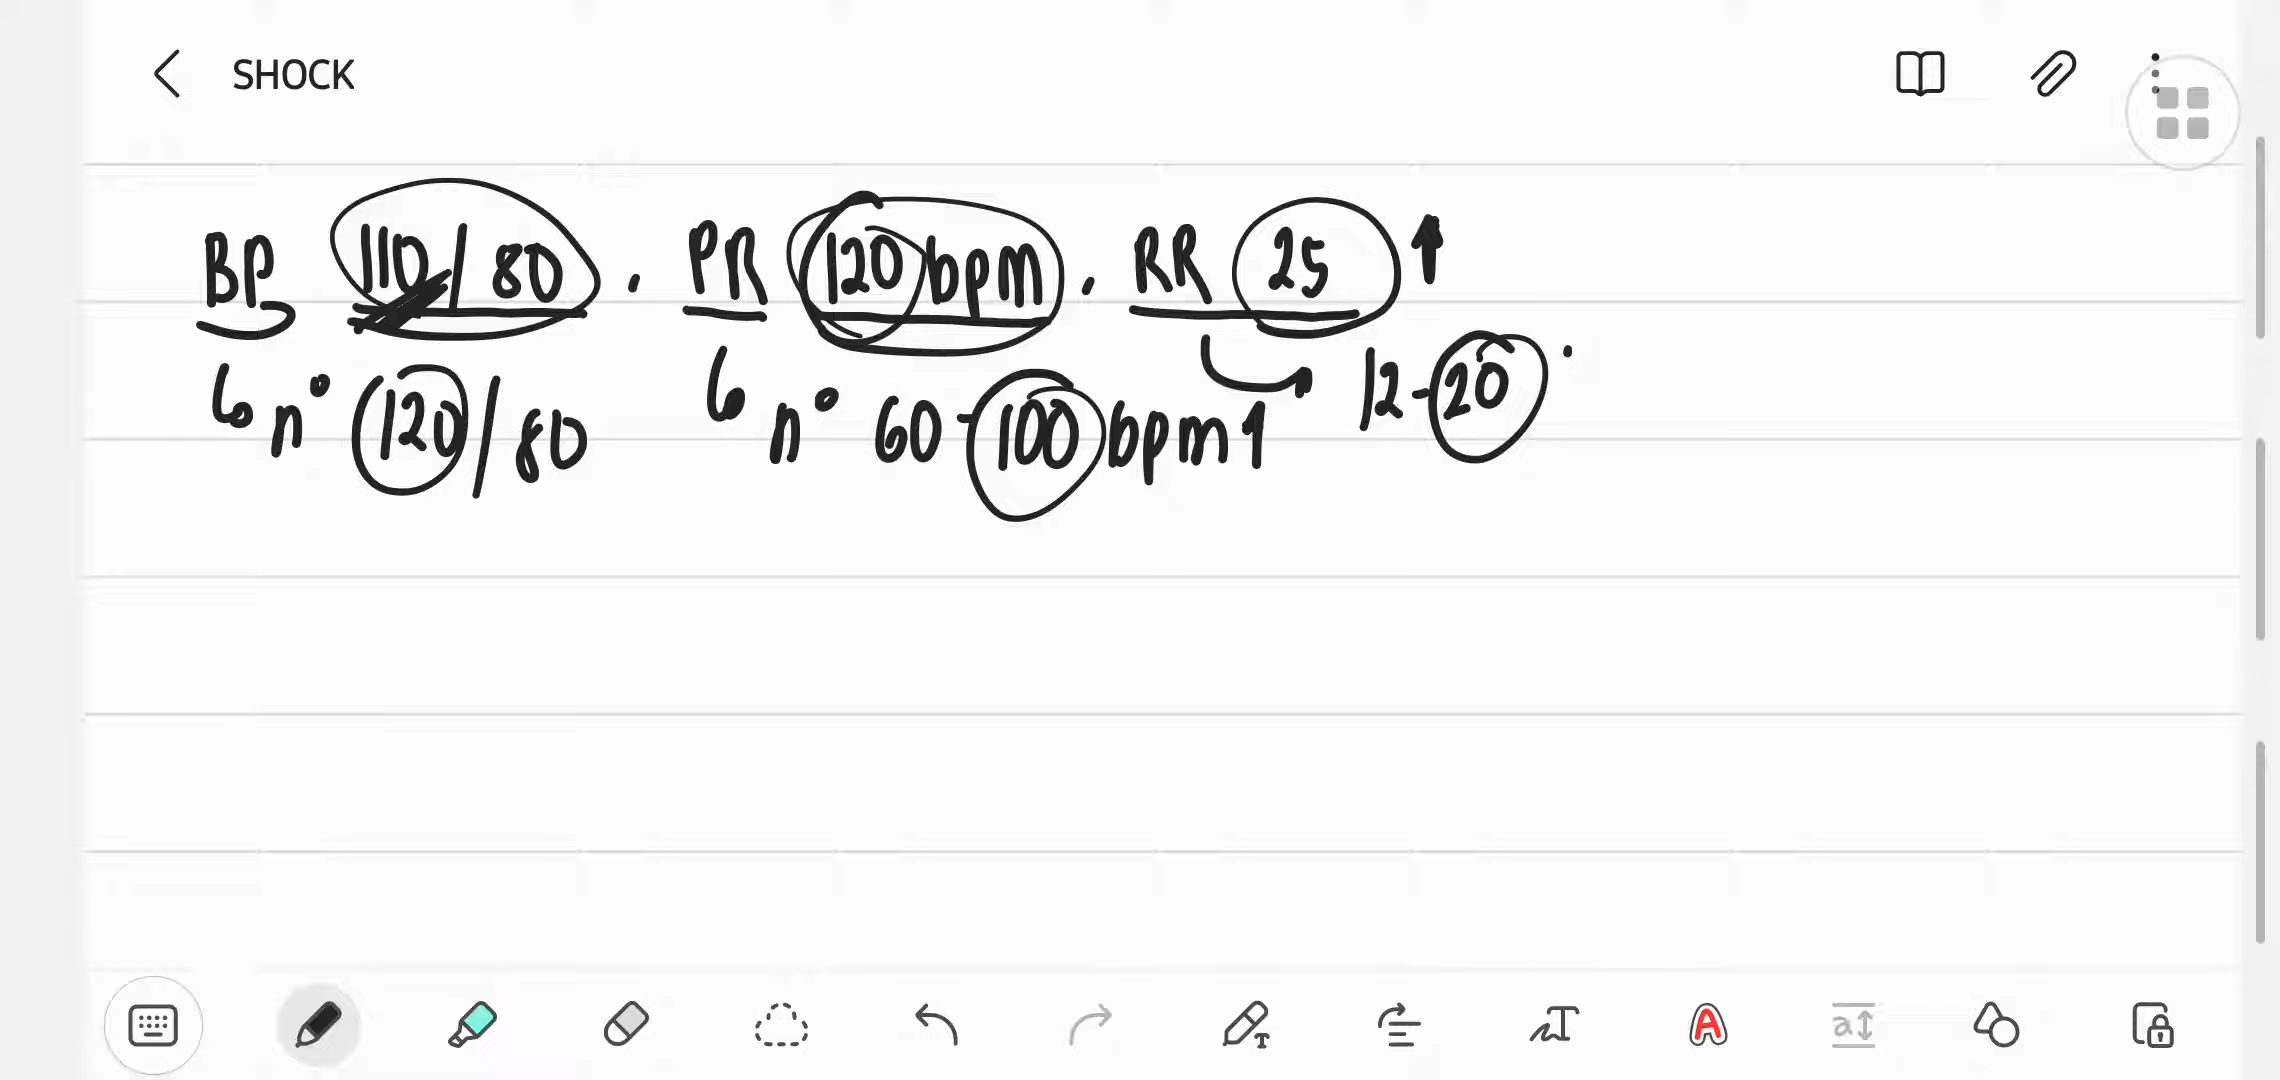 SHOCK
BP 110/80. PR 120 bpm. RR 25 ↑
n° 120/80 n° 60-100 bpm ↑ 12-20